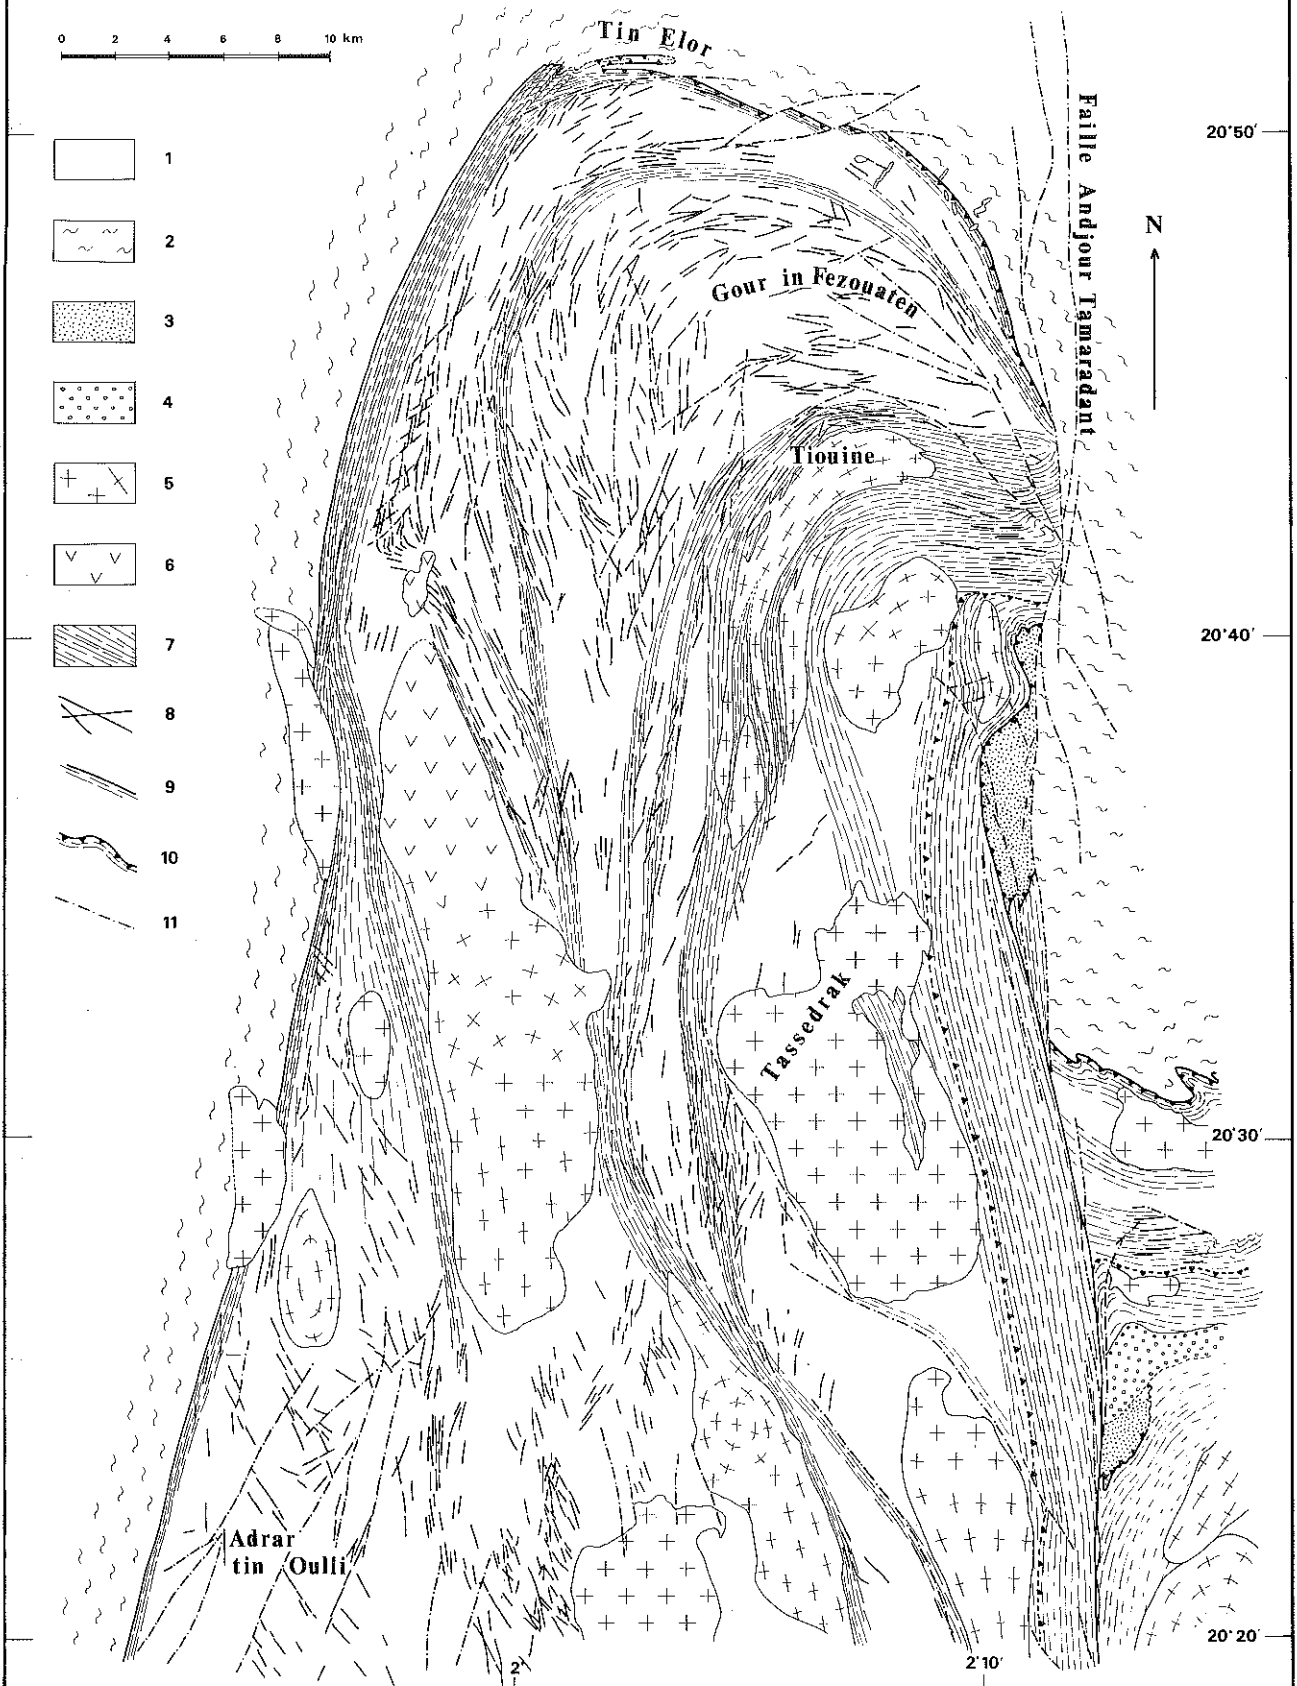 0 2 4 6 8 10 km
Tin Elor
Faille Andjour Tamaradant
20°50'
N
1
2
3
4
5
6
7
8
9
10
11
Gour in Fezouaten
Tiouine
20°40'
Tassedrak
20°30'
Adrar
tin Oulli
20°20'
2°
2°10'